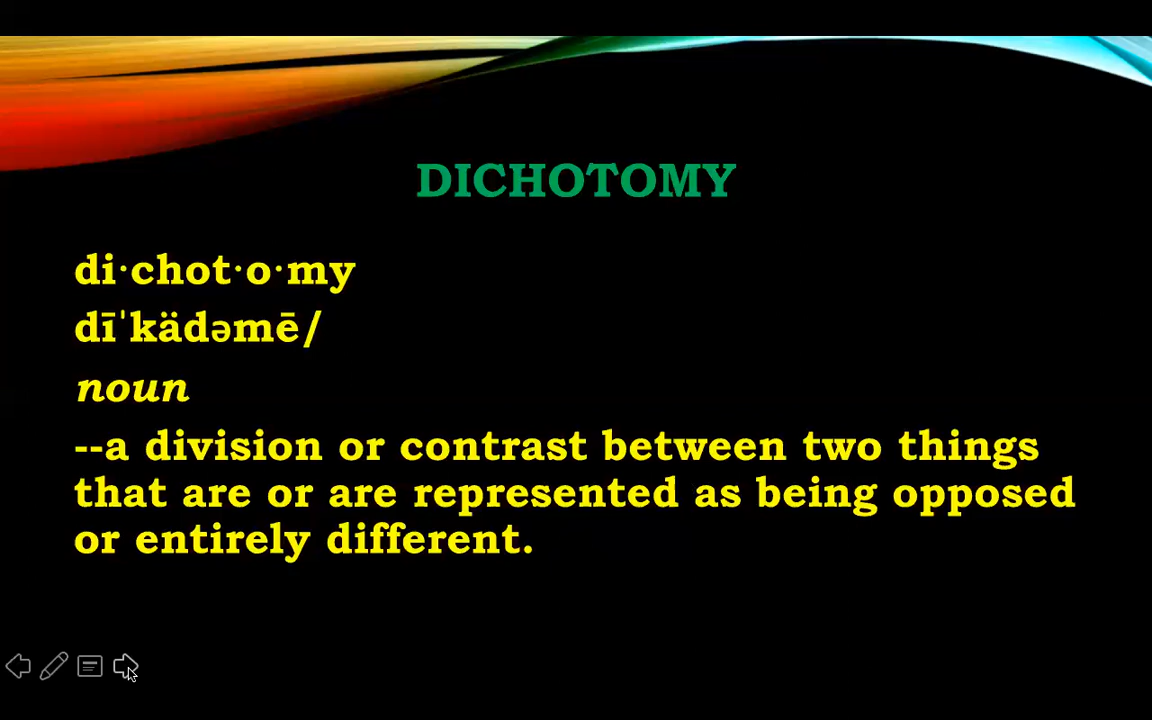 DICHOTOMY
di·chot·o·my
dīˈkädəmē/
noun
--a division or contrast between two things
that are or are represented as being opposed
or entirely different.